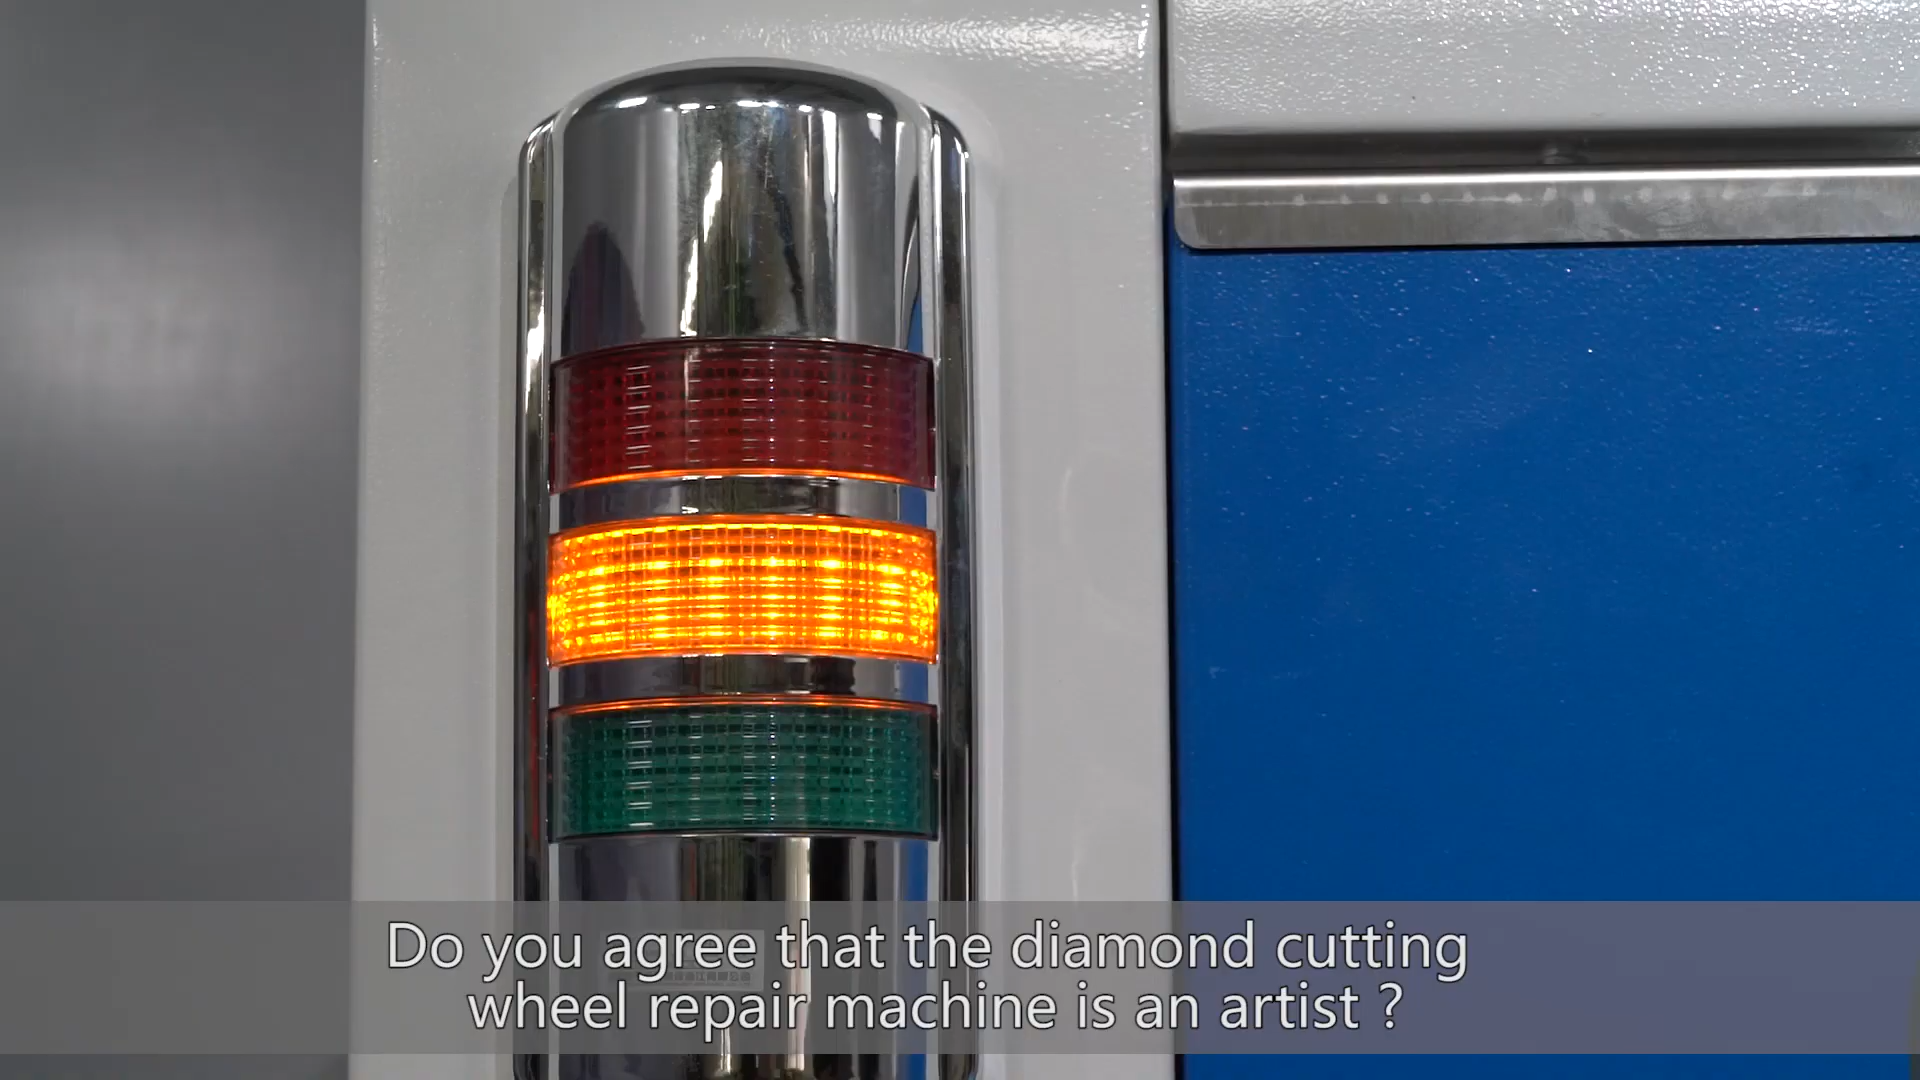 Do you agree that the diamond cutting
wheel repair machine is an artist ?